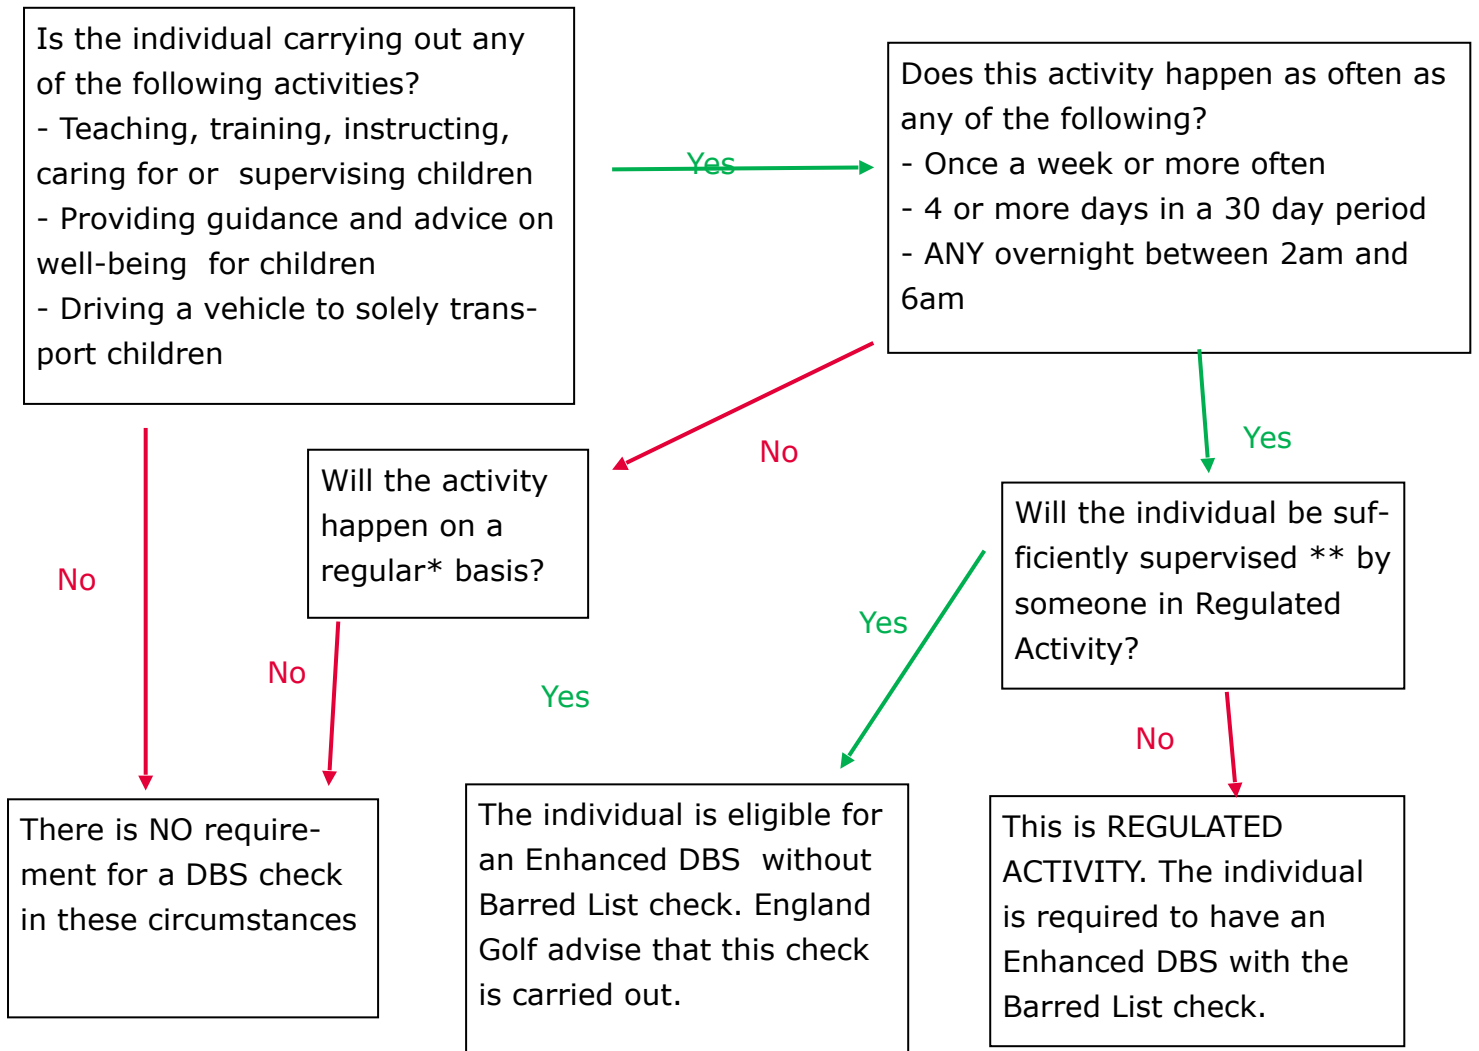 Is the individual carrying out any
of the following activities?
- Teaching, training, instructing,
caring for or  supervising children
- Providing guidance and advice on
well-being  for children
- Driving a vehicle to solely trans-
port children
Yes
Does this activity happen as often as
any of the following?
- Once a week or more often
- 4 or more days in a 30 day period
- ANY overnight between 2am and
6am
No
Yes
Will the activity
happen on a
regular* basis?
Will the individual be suf-
ficiently supervised ** by
someone in Regulated
Activity?
No
No
Yes
Yes
No
There is NO require-
ment for a DBS check
in these circumstances
The individual is eligible for
an Enhanced DBS  without
Barred List check. England
Golf advise that this check
is carried out.
This is REGULATED
ACTIVITY. The individual
is required to have an
Enhanced DBS with the
Barred List check.